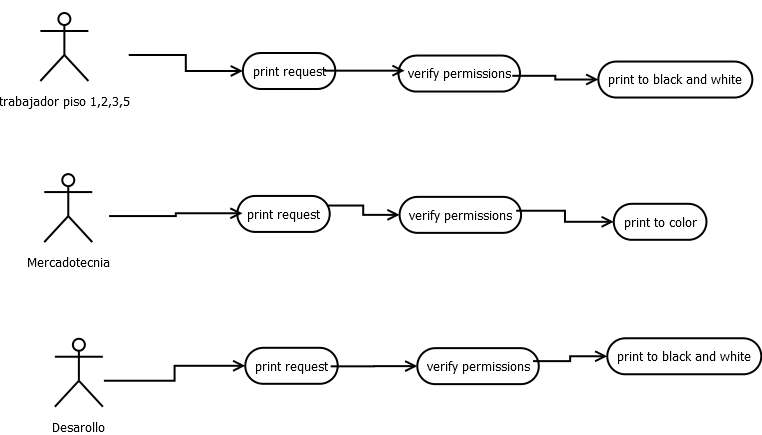 print request
verify permissions
print to black and white
trabajador piso 1,2,3,5
print request
verify permissions
print to color
Mercadotecnia
print request
verify permissions
print to black and white
Desarollo